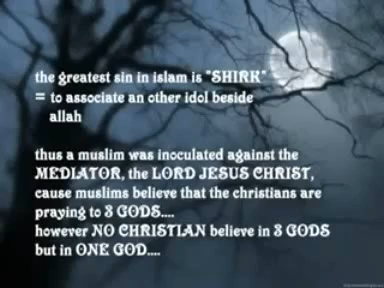 the greatest sin in islam is "SHIRK"
= to associate an other idol beside
allah
thus a muslim was inoculated against the
MEDIATOR, the LORD JESUS CHRIST,
cause muslims believe that the christians are
praying to 3 GODS....
however NO CHRISTIAN believe in 3 GODS
but in ONE GOD....